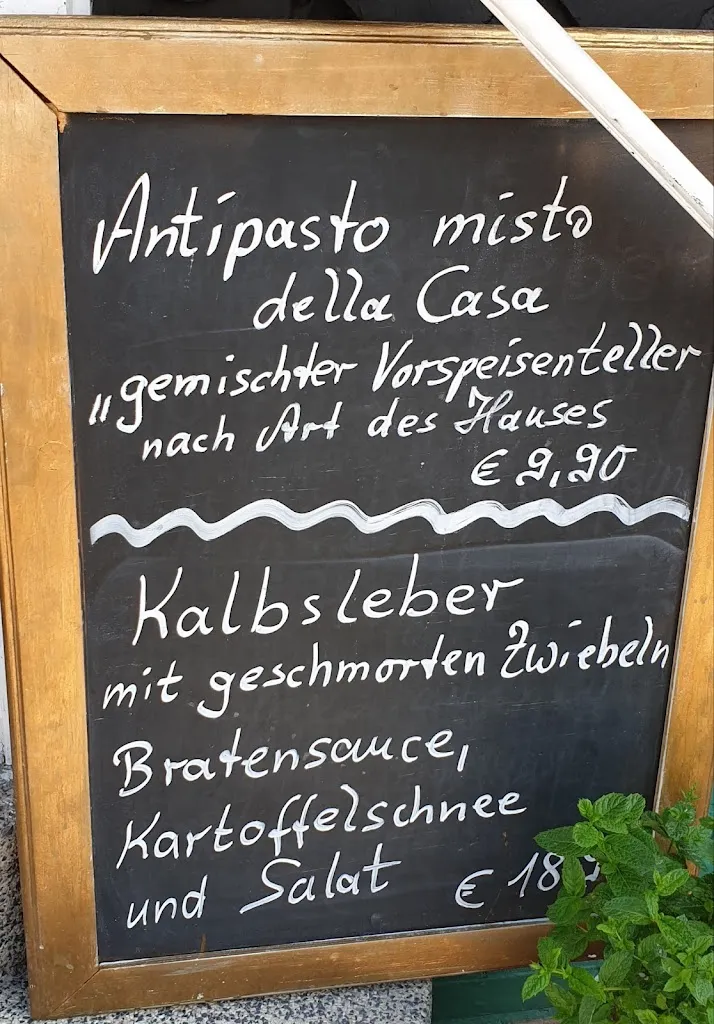 Antipasto misto
della Casa
„gemischter Vorspeisenteller
nach Art des Hauses
€ 9,90
Kalbsleber
mit geschmorten Zwiebeln
Bratensauce,
Kartoffelschnee
und Salat € 18